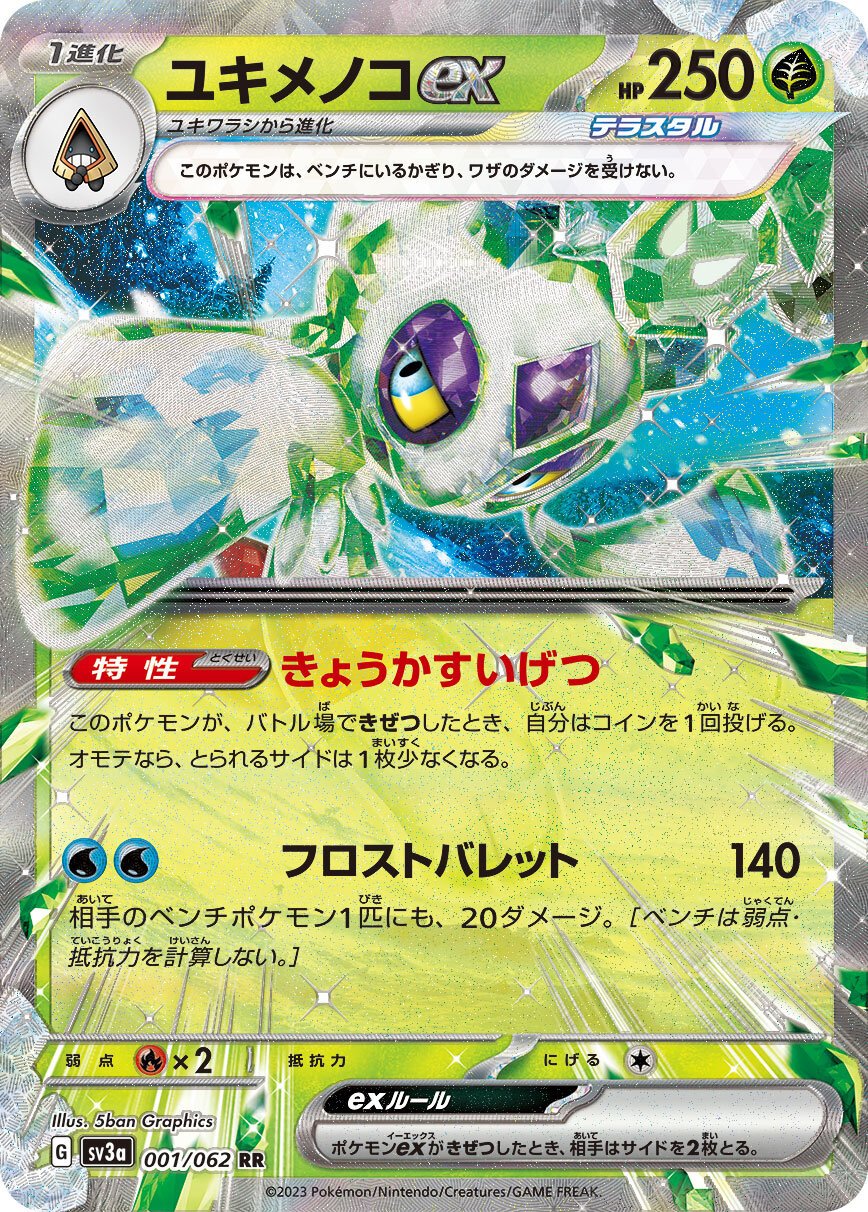 1進化
ユキメノコex
HP250
ユキワラシから進化
テラスタル
このポケモンは、ベンチにいるかぎり、ワザのダメージを受けない。
特性
とくせい
きょうかすいげつ
このポケモンが、バトル場できぜつしたとき、自分はコインを1回投げる。
オモテなら、とられるサイドは1枚少なくなる。
フロストバレット 140
相手のベンチポケモン1匹にも、20ダメージ。[ベンチは弱点・
抵抗力を計算しない。]
弱点 ×2 抵抗力 にげる
exルール
ポケモンexがきぜつしたとき、相手はサイドを2枚とる。
Illus. 5ban Graphics
G sv3a 001/062 RR
©2023 Pokémon/Nintendo/Creatures/GAME FREAK.